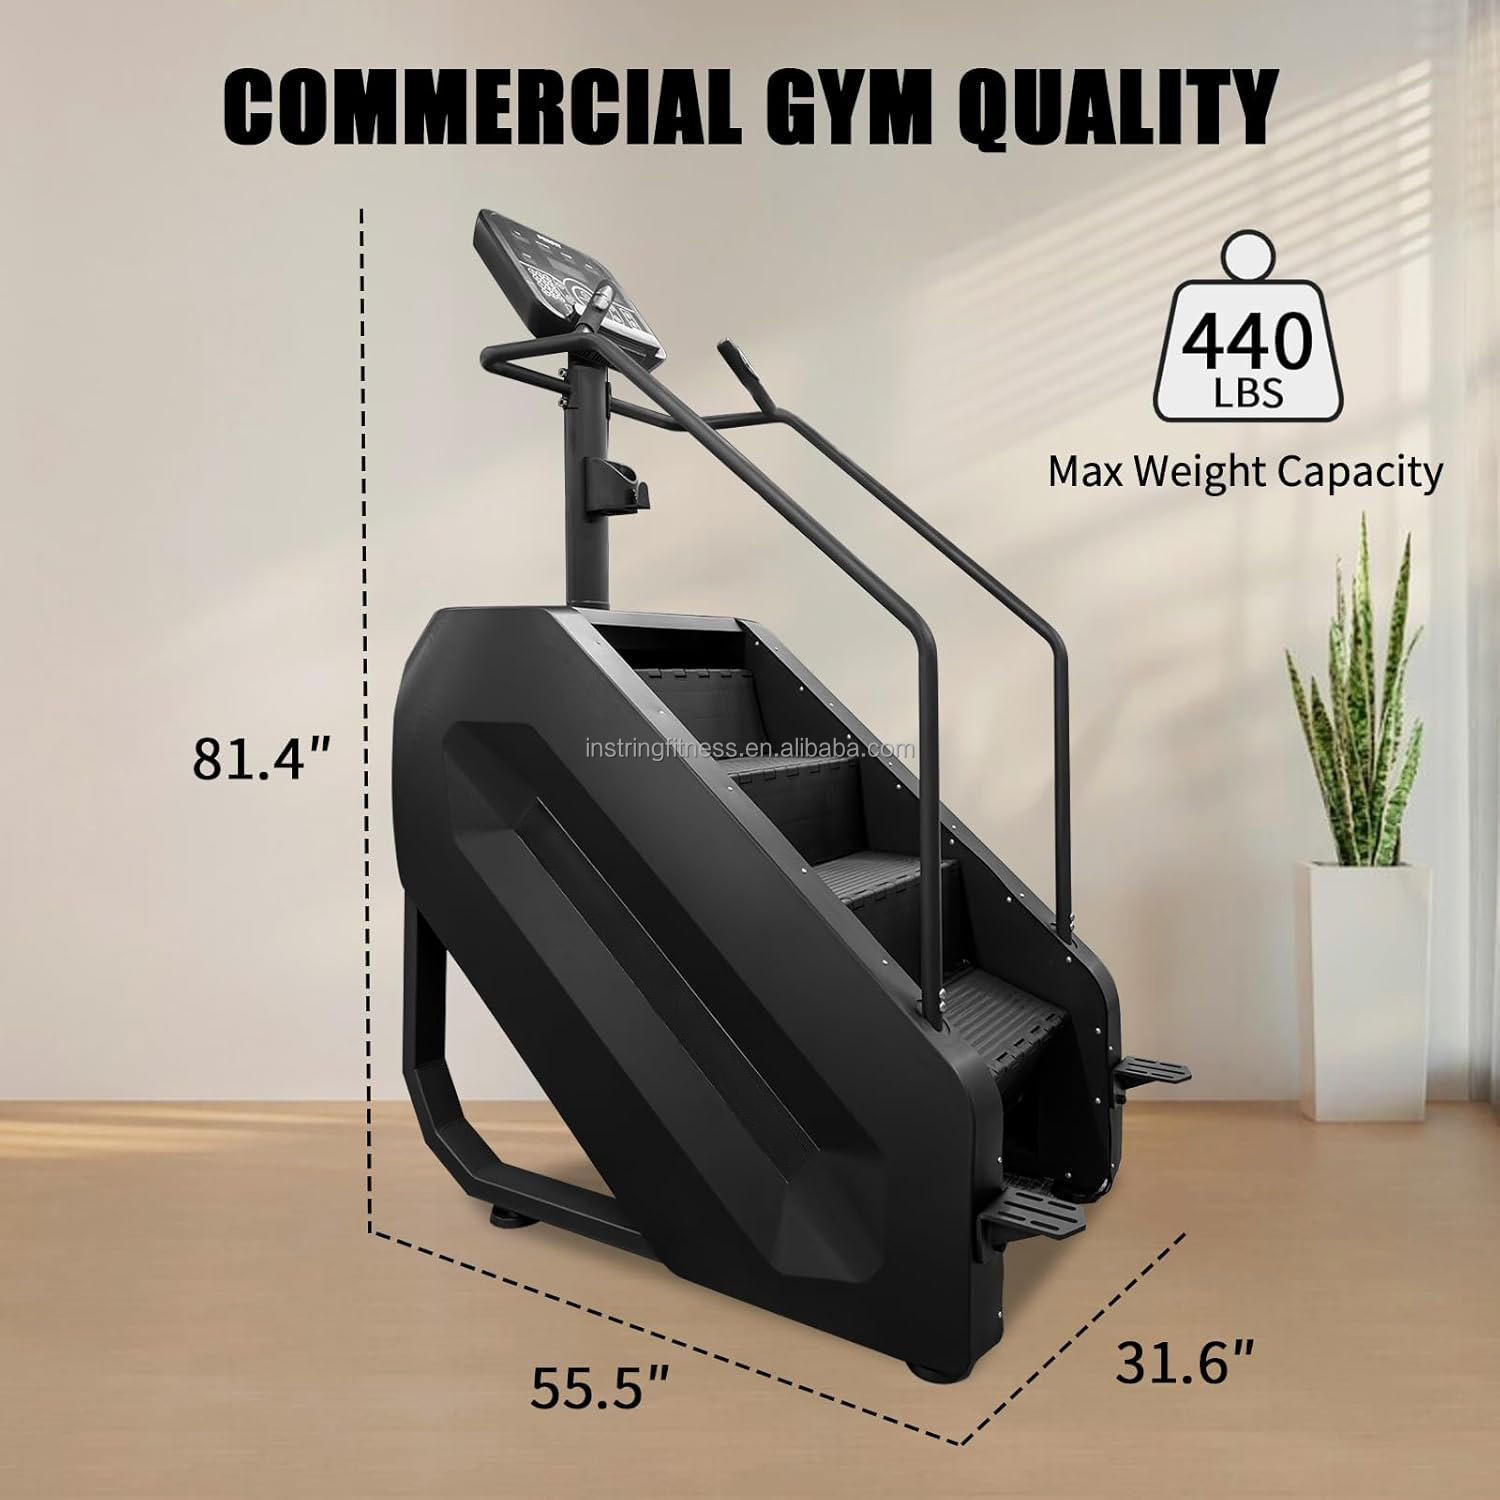 COMMERCIAL GYM QUALITY
440
LBS
Max Weight Capacity
81.4"
instringfitness.en.alibaba.com
55.5"
31.6"